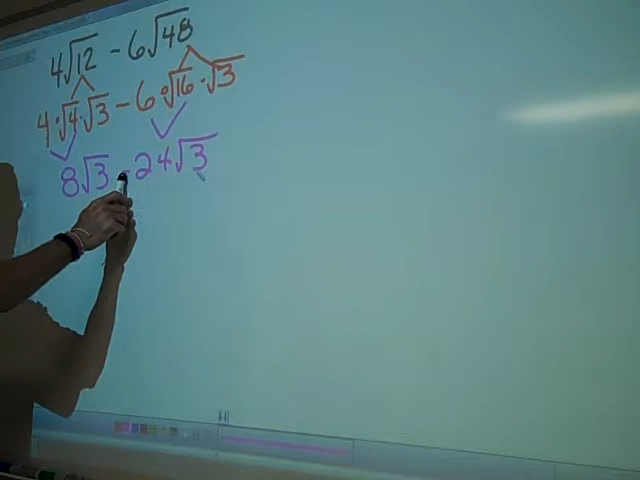 4√12 - 6√48
4·√4·√3 - 6·√16·√3
8√3 - 24√3